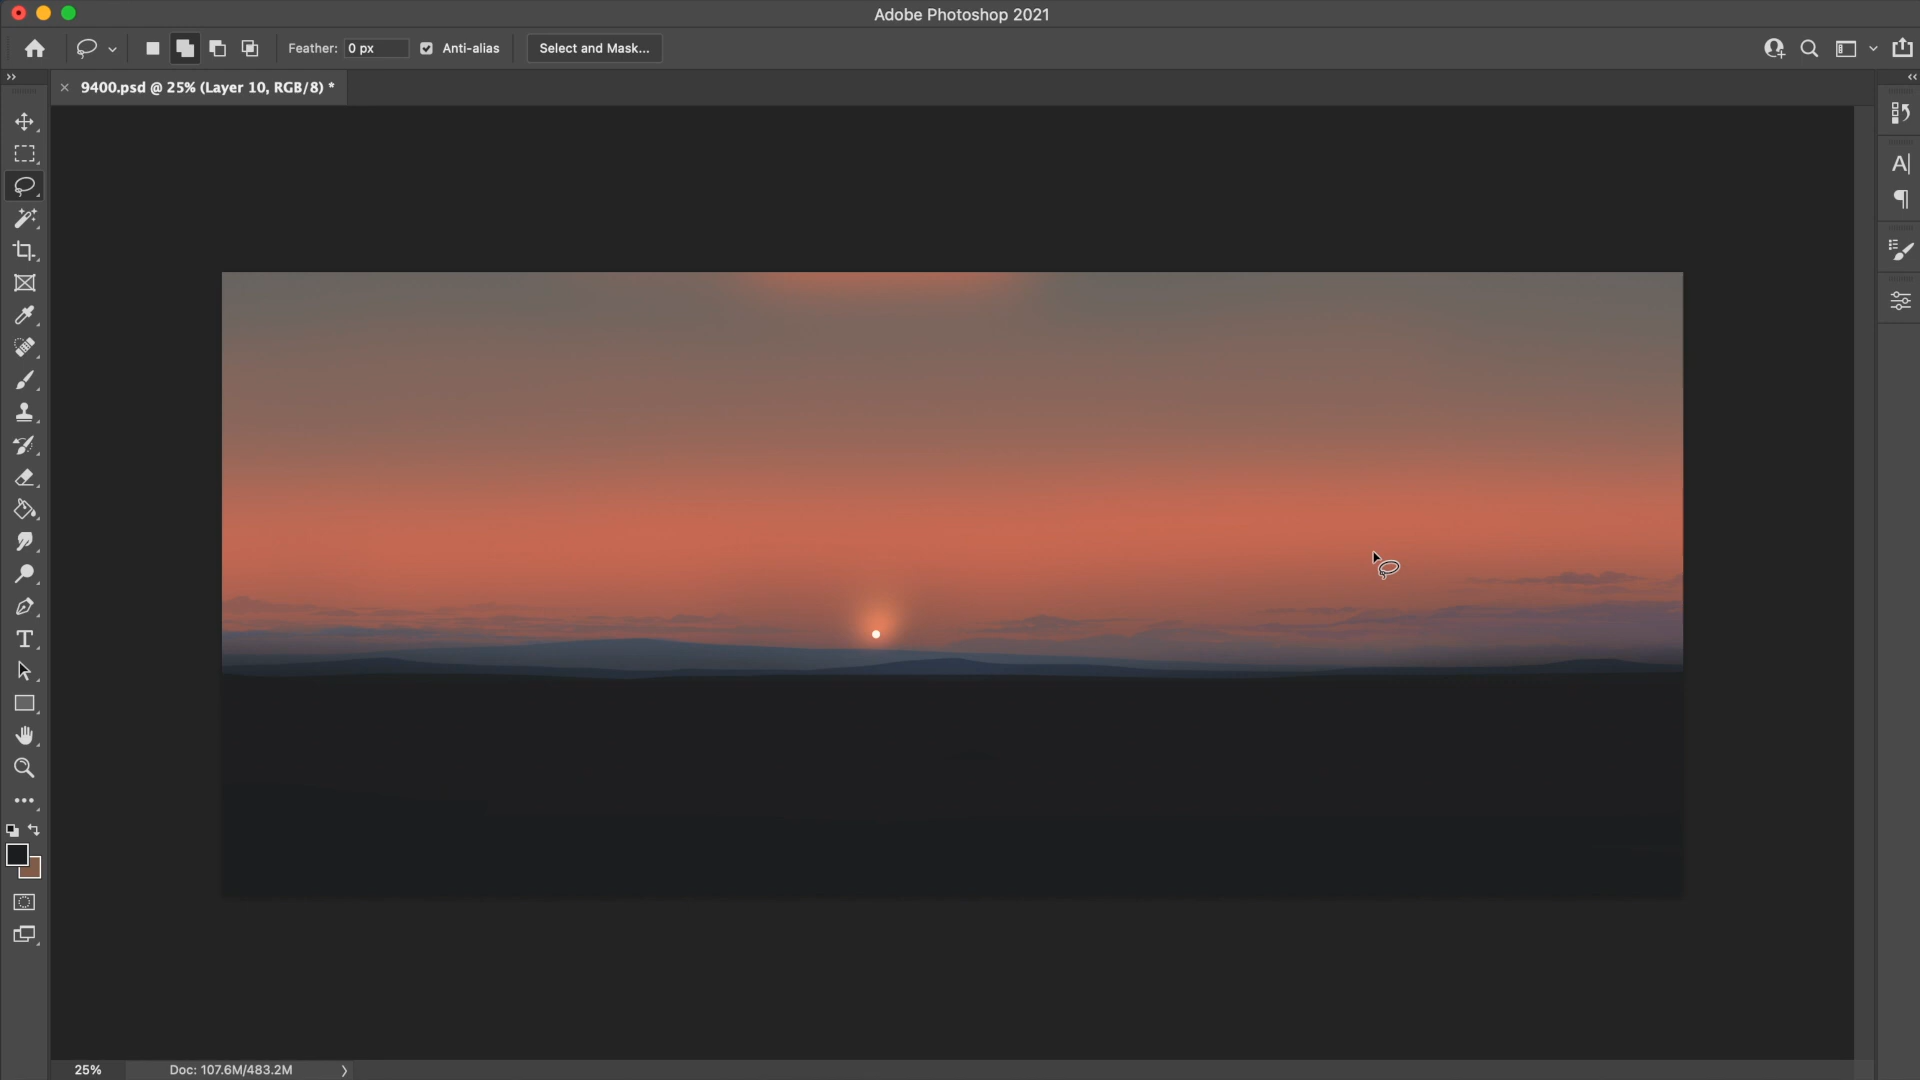 Adobe Photoshop 2021
Feather: 0 px
Anti-alias
Select and Mask...
9400.psd @ 25% (Layer 10, RGB/8) *
25%
Doc: 107.6M/483.2M